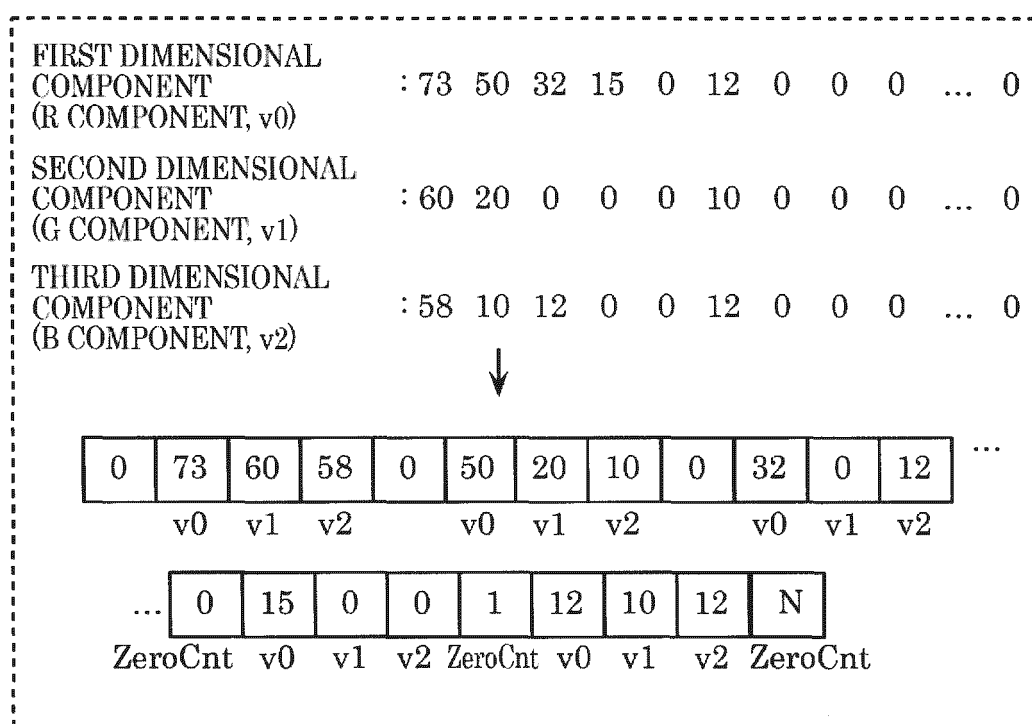 FIRST DIMENSIONAL
COMPONENT : 73 50 32 15 0 12 0 0 0 ... 0
(R COMPONENT, v0)
SECOND DIMENSIONAL
COMPONENT : 60 20 0 0 0 10 0 0 0 ... 0
(G COMPONENT, v1)
THIRD DIMENSIONAL
COMPONENT : 58 10 12 0 0 12 0 0 0 ... 0
(B COMPONENT, v2)
0 73 60 58 0 50 20 10 0 32 0 12 ...
v0 v1 v2 v0 v1 v2 v0 v1 v2
... 0 15 0 0 1 12 10 12 N
ZeroCnt v0 v1 v2 ZeroCnt v0 v1 v2 ZeroCnt